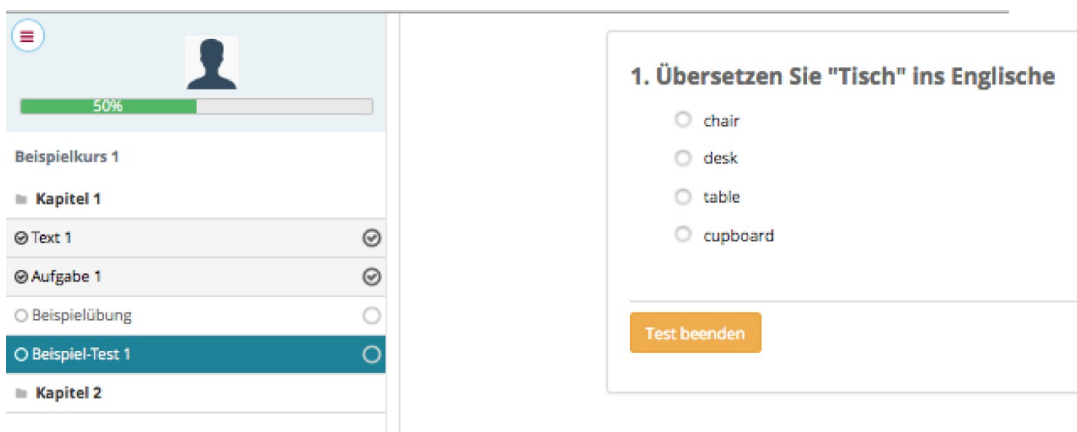 50%
Beispielkurs 1
Kapitel 1
Text 1
Aufgabe 1
Beispielübung
Beispiel-Test 1
Kapitel 2
1. Übersetzen Sie "Tisch" ins Englische
chair
desk
table
cupboard
Test beenden